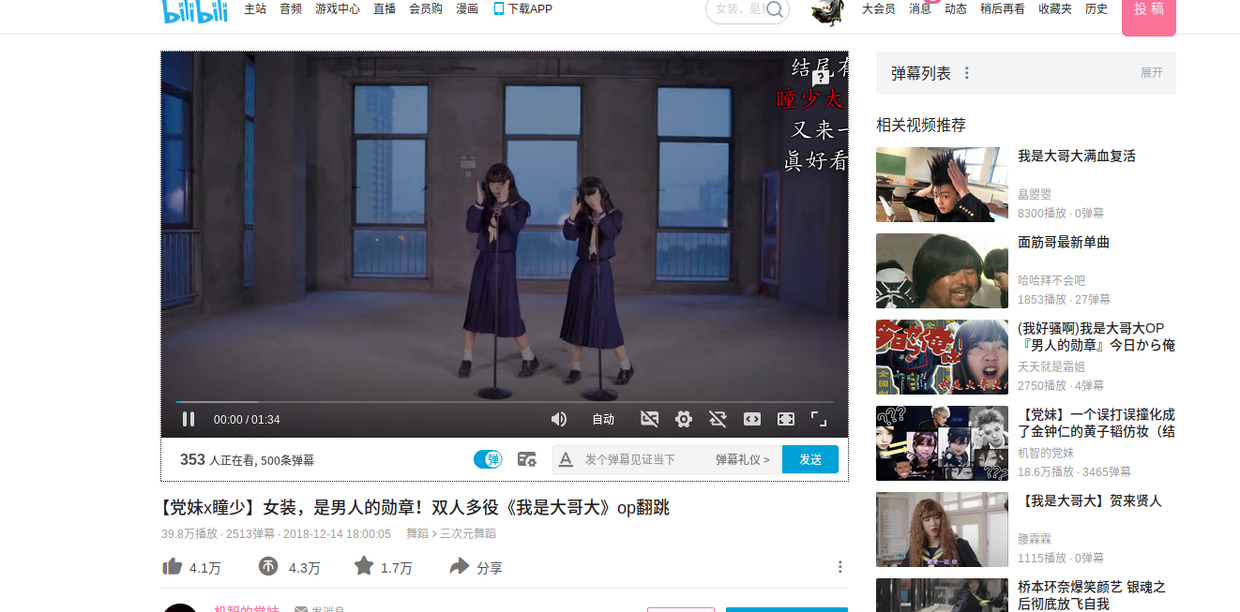 bilibili 主站 音频 游戏中心 直播 会员购 漫画 下载APP 女装，是 大会员 消息 动态 稍后再看 收藏夹 历史 投稿
结尾有
瞳少太
又来一
真好看
00:00 / 01:34 自动
353 人正在看, 500条弹幕 弹 发个弹幕见证当下 弹幕礼仪 > 发送
【党妹x瞳少】女装，是男人的勋章！双人多役《我是大哥大》op翻跳
39.8万播放 · 2513弹幕 · 2018-12-14 18:00:05 舞蹈 > 三次元舞蹈
4.1万 4.3万 1.7万 分享
机智的党妹 发消息
弹幕列表 展开
相关视频推荐
我是大哥大满血复活
8300播放 · 0弹幕
面筋哥最新单曲
哈哈拜不会吧
1853播放 · 27弹幕
(我好骚啊)我是大哥大OP
『男人的勋章』今日から俺
夭夭就是霜姐
2750播放 · 4弹幕
【党妹】一个误打误撞化成
了金钟仁的黄子韬仿妆（结
机智的党妹
18.6万播放 · 3465弹幕
【我是大哥大】贺来贤人
腰霖霖
1115播放 · 0弹幕
桥本环奈爆笑颜艺 银魂之
后彻底放飞自我